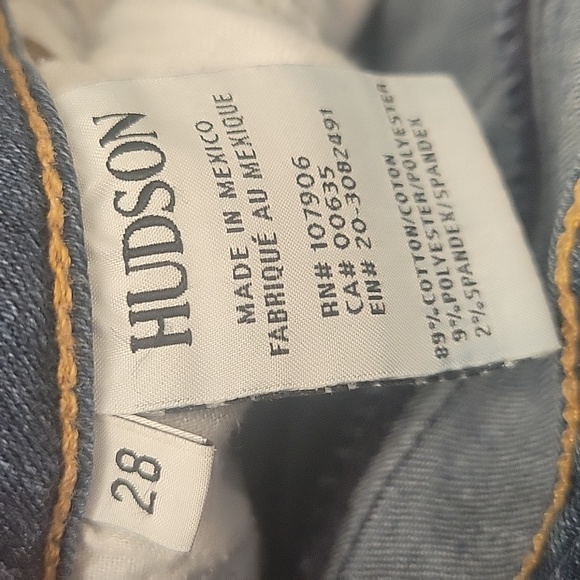 HUDSON
MADE IN MEXICO
FABRIQUÉ AU MEXIQUE
RN# 107906
CA# 00635
EIN# 20-3082491
89%COTTON/COTON
9%POLYESTER/POLYESTER
2%SPANDEX/SPANDEX
28